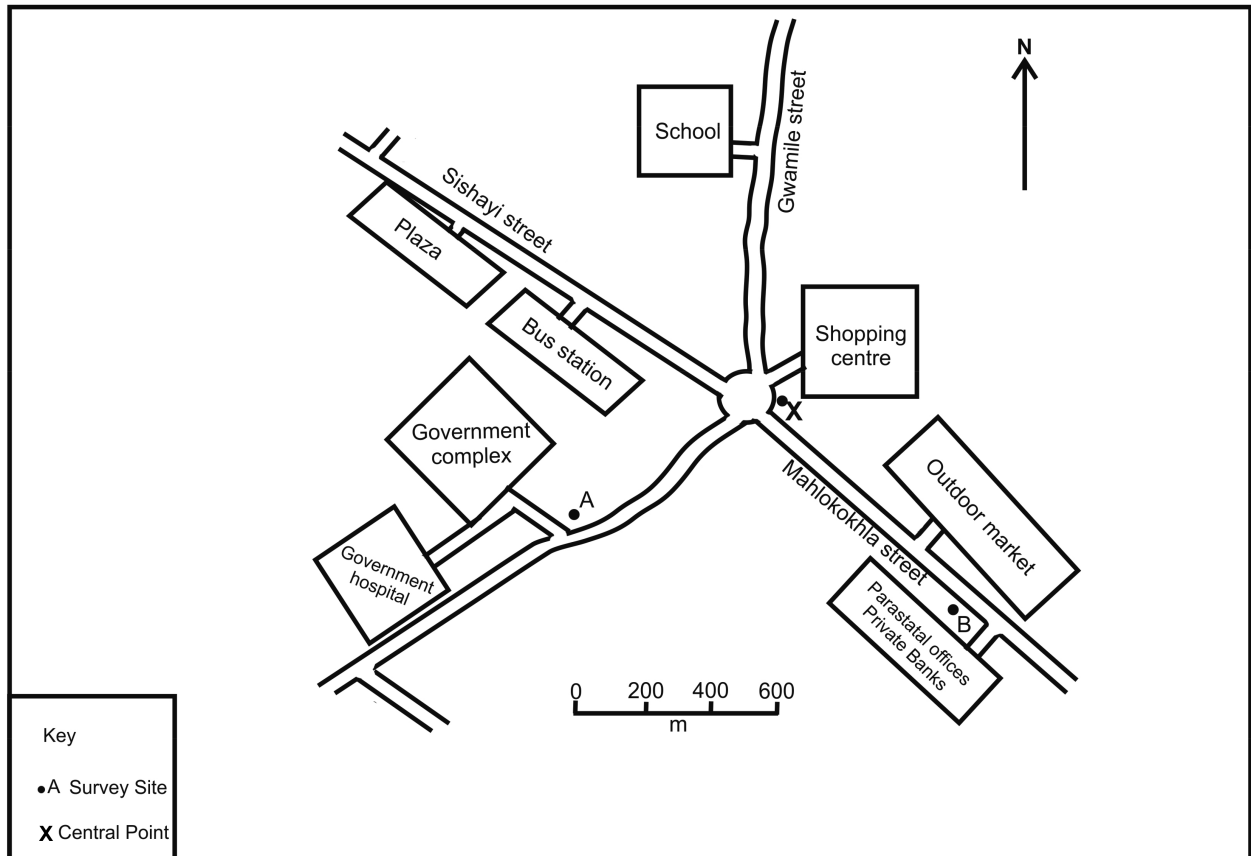 N
School
Gwamile street
Sishayi street
Plaza
Bus station
Shopping
centre
X
Government
complex
A
Outdoor market
Mahlokokhla street
Government
hospital
B
Parastatal offices
Private Banks
0 200 400 600
m
Key
A Survey Site
X Central Point